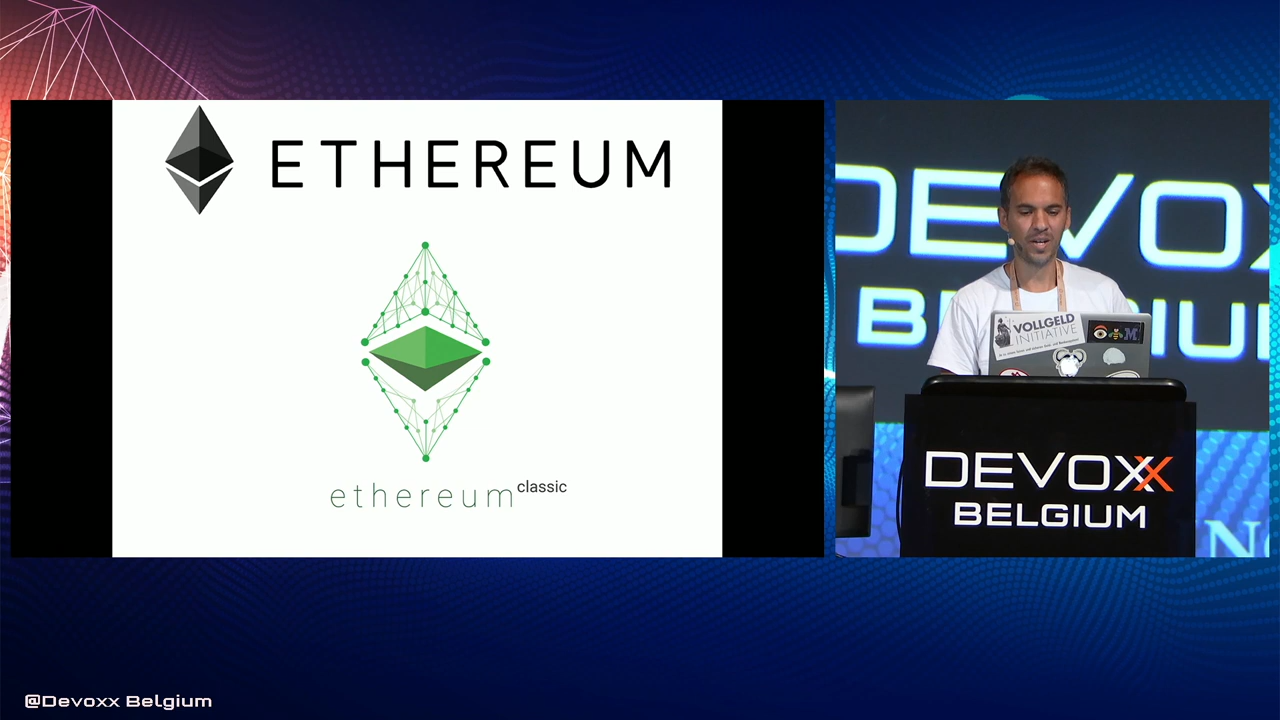 ETHEREUM
ethereum classic
DEVOX
BELGIU
VOLLGELD
INITIATIVE
M
DEVOXX
BELGIUM
N
@Devoxx Belgium